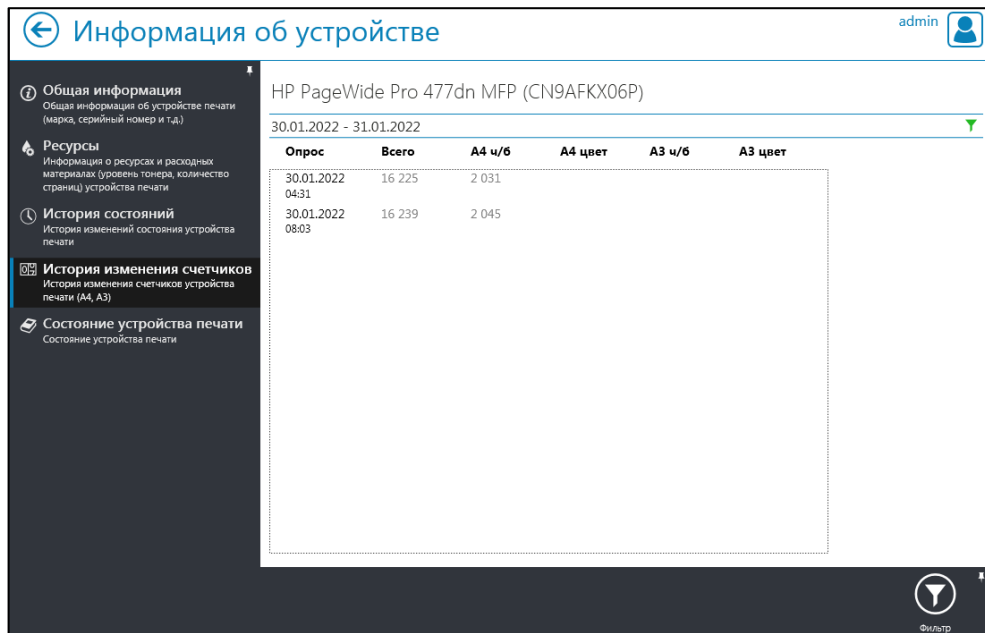 Информация об устройстве
admin
Общая информация
Общая информация об устройстве печати
(марка, серийный номер и т.д.)
Ресурсы
Информация о ресурсах и расходных
материалах (уровень тонера, количество
страниц) устройства печати
История состояний
История изменений состояния устройства
печати
История изменения счетчиков
История изменения счетчиков устройства
печати (А4, А3)
Состояние устройства печати
Состояние устройства печати
HP PageWide Pro 477dn MFP (CN9AFKX06P)
30.01.2022 - 31.01.2022
Опрос Всего А4 ч/б А4 цвет А3 ч/б А3 цвет
30.01.2022 16 225 2 031
04:31
30.01.2022 16 239 2 045
08:03
Фильтр